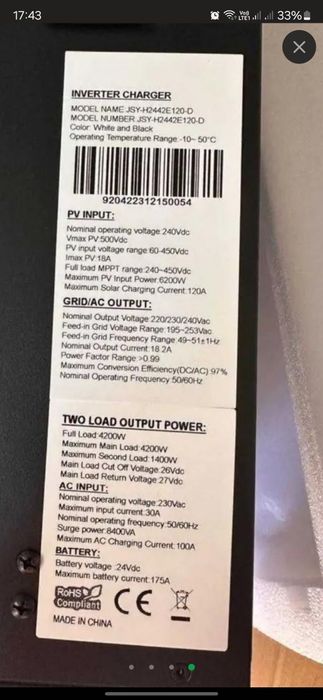 17:43
Vo))
LTE1
33%
INVERTER CHARGER
MODEL NAME JSY-H2442E120-D
MODEL NUMBER JSY-H2442E120-D
Color: White and Black
Operating Temperature Range:-10~ 50°C
920422312150054
PV INPUT:
Nominal operating voltage:240Vdc
Vmax PV:500Vdc
PV input voltage range:60-450Vdc
Imax PV:18A
Full load MPPT range:240~450Vdc
Maximum PV Input Power:6200W
Maximum Solar Charging Current:120A
GRID/AC OUTPUT:
Nominal Output Voltage:220/230/240Vac
Feed-in Grid Voltage Range:195~253Vac
Feed-in Grid Frequency Range:49~51±1Hz
Nominal Output Current:18.2A
Power Factor Range:>0.99
Maximum Conversion Efficiency(DC/AC):97%
Nominal Operating Frequency:50/60Hz
TWO LOAD OUTPUT POWER:
Full Load:4200W
Maximum Main Load:4200W
Maximum Second Load:1400W
Main Load Cut Off Voltage:26Vdc
Main Load Return Voltage:27Vdc
AC INPUT:
Nominal operating voltage:230Vac
Maximum input current:30A
Nominal operating frequency:50/60Hz
Surge power:8400VA
Maximum AC Charging Current:100A
BATTERY:
Battery voltage :24Vdc
Maximum battery current:175A
RoHS
Compliant
CE
MADE IN CHINA